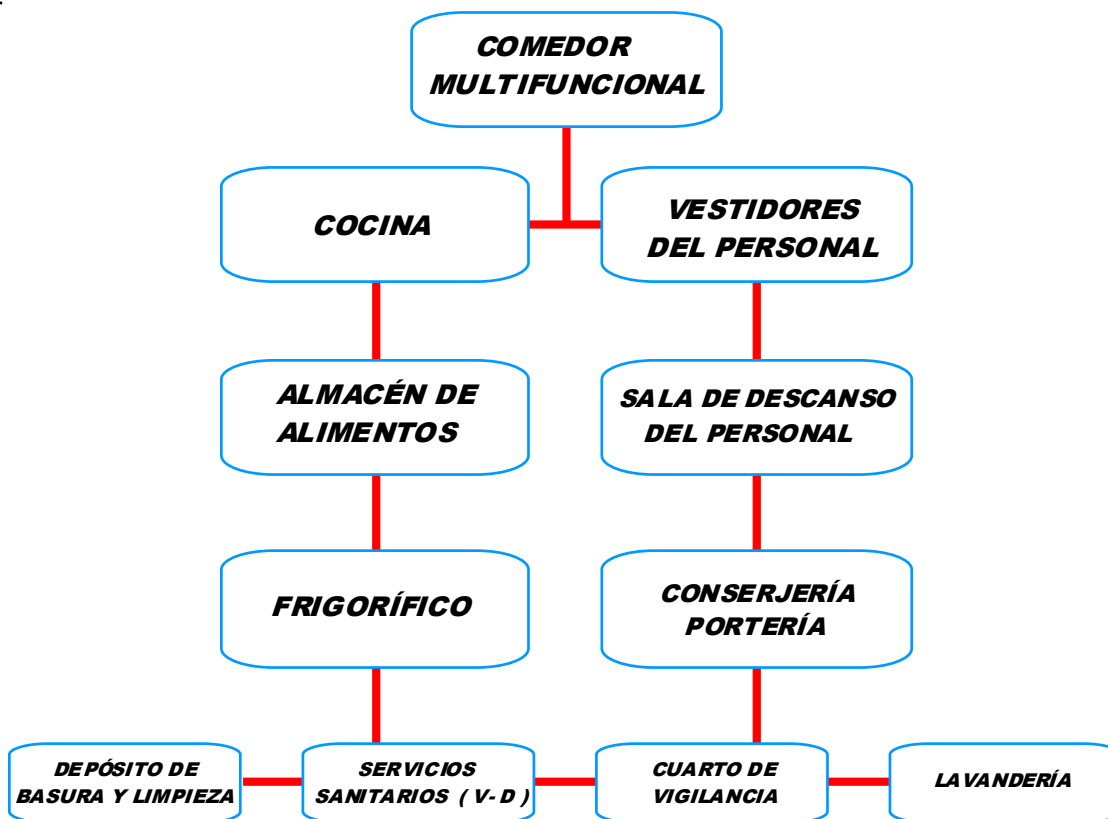 COMEDOR
MULTIFUNCIONAL
COCINA
VESTIDORES
DEL PERSONAL
ALMACÉN DE
ALIMENTOS
SALA DE DESCANSO
DEL PERSONAL
FRIGORÍFICO
CONSERJERÍA
PORTERÍA
DEPÓSITO DE
BASURA Y LIMPIEZA
SERVICIOS
SANITARIOS ( V- D )
CUARTO DE
VIGILANCIA
LAVANDERÍA